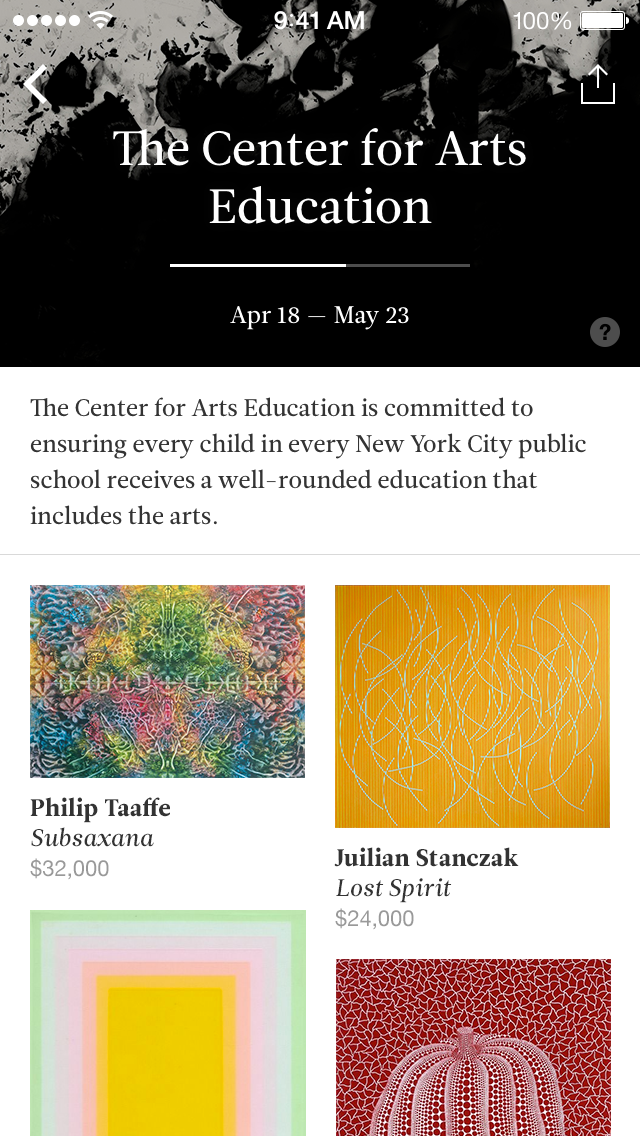 9:41 AM
100%
The Center for Arts
Education
Apr 18 — May 23
?
The Center for Arts Education is committed to
ensuring every child in every New York City public
school receives a well-rounded education that
includes the arts.
Philip Taaffe
Subsaxana
$32,000
Juilian Stanczak
Lost Spirit
$24,000